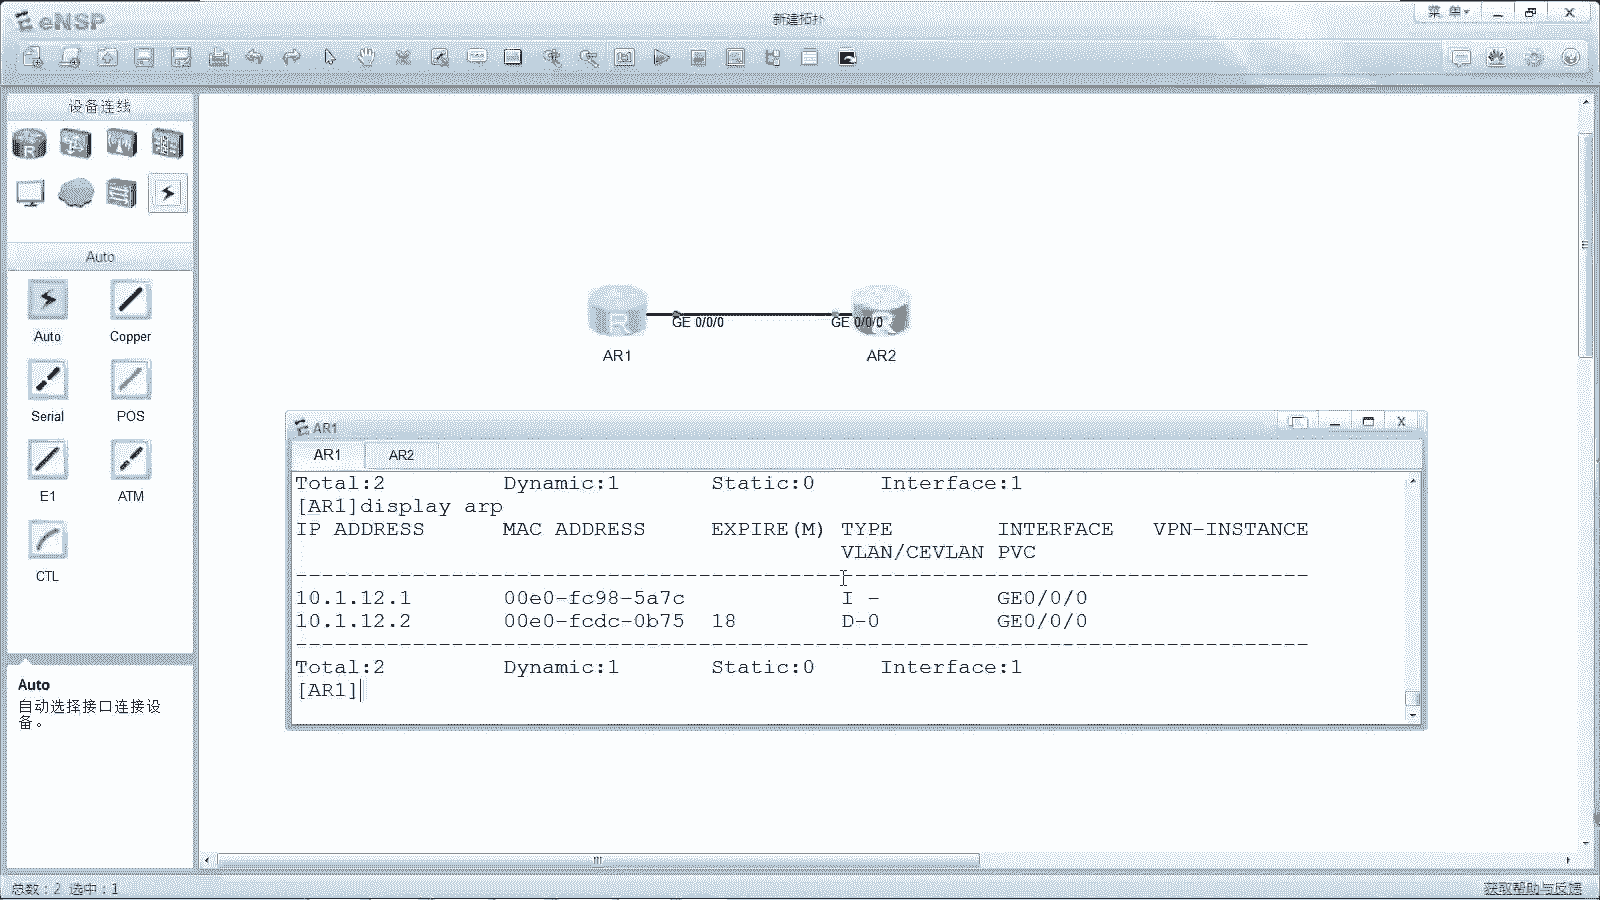 eNSP
新建拓扑
菜 单
设备连线
R
Auto
Auto
Copper
Serial
POS
E1
ATM
CTL
Auto
自动选择接口连接设
备。
R
GE 0/0/0
GE 0/0/0
R
AR1
AR2
AR1
AR1
AR2
Total:2 Dynamic:1 Static:0 Interface:1
[AR1]display arp
IP ADDRESS MAC ADDRESS EXPIRE(M) TYPE INTERFACE VPN-INSTANCE
VLAN/CEVLAN PVC
------------------------------------------------------------------------------
10.1.12.1 00e0-fc98-5a7c I - GE0/0/0
10.1.12.2 00e0-fcdc-0b75 18 D-0 GE0/0/0
------------------------------------------------------------------------------
Total:2 Dynamic:1 Static:0 Interface:1
[AR1]
总数：2 选中：1
获取帮助与反馈